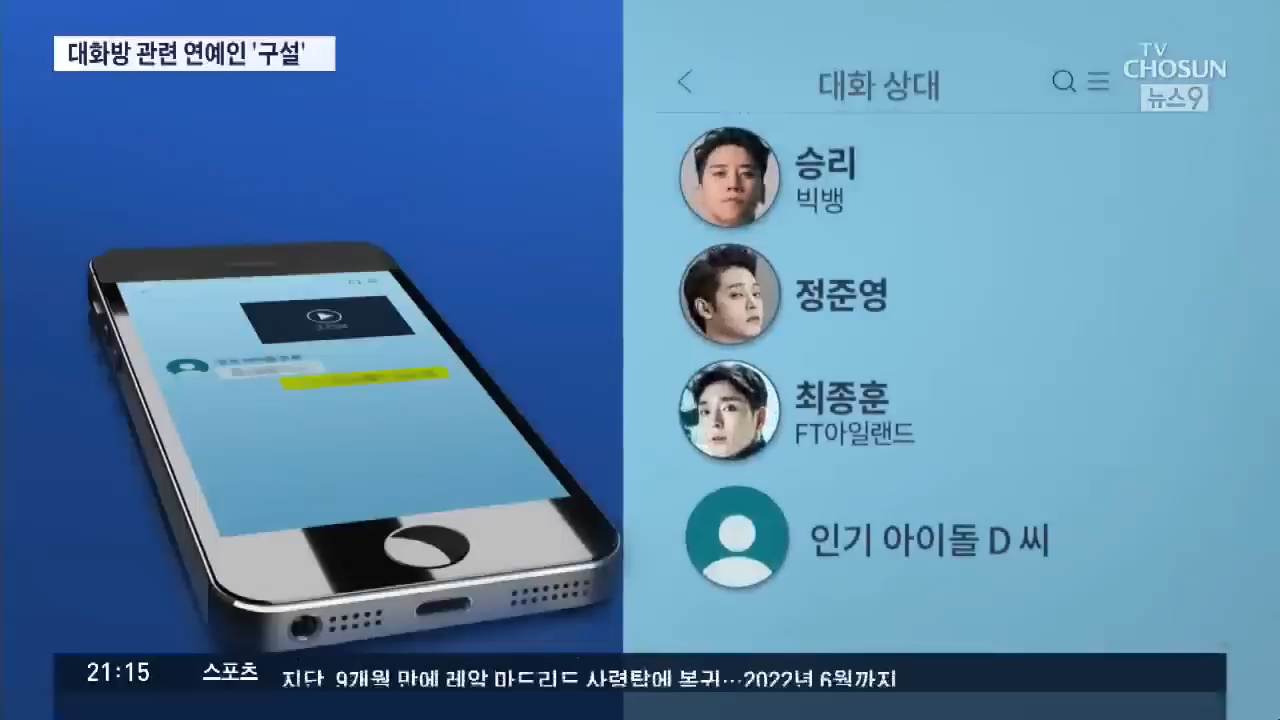 대화방 관련 연예인 '구설'
TV
CHOSUN
뉴스9
대화 상대
승리
빅뱅
정준영
최종훈
FT아일랜드
인기 아이돌 D 씨
21:15 스포츠 지단, 9개월 만에 레알 마드리드 사령탑에 복귀…2022년 6월까지